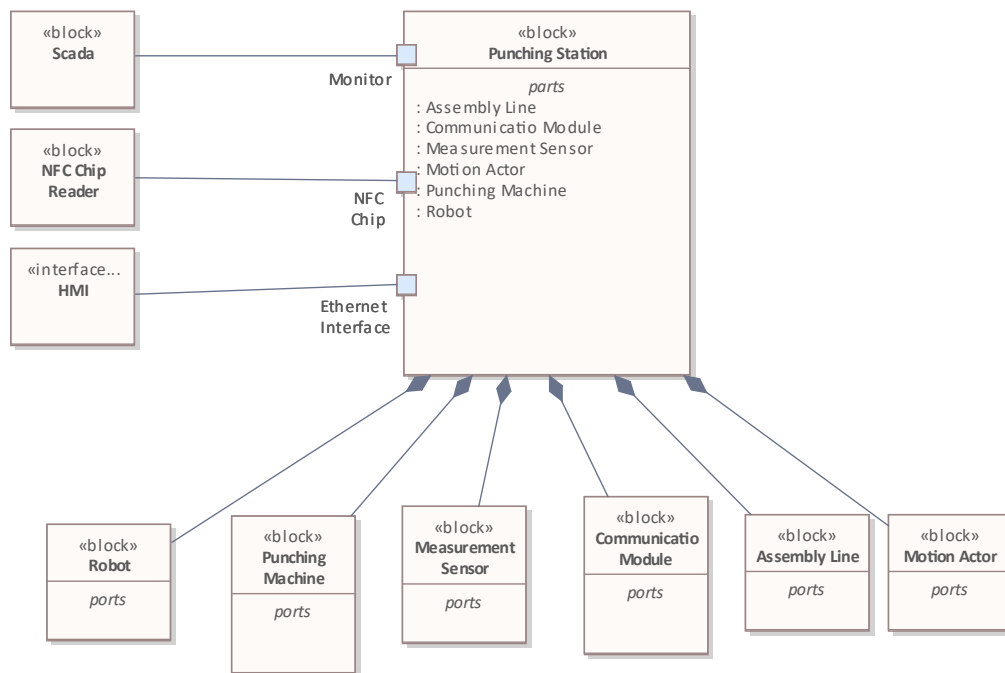 «block»
Scada
«block»
NFC Chip
Reader
«interface...
HMI
Monitor
NFC
Chip
Ethernet
Interface
«block»
Punching Station
parts
: Assembly Line
: Communicatio Module
: Measurement Sensor
: Motion Actor
: Punching Machine
: Robot
«block»
Robot
ports
«block»
Punching
Machine
ports
«block»
Measurement
Sensor
ports
«block»
Communicatio
Module
ports
«block»
Assembly Line
ports
«block»
Motion Actor
ports